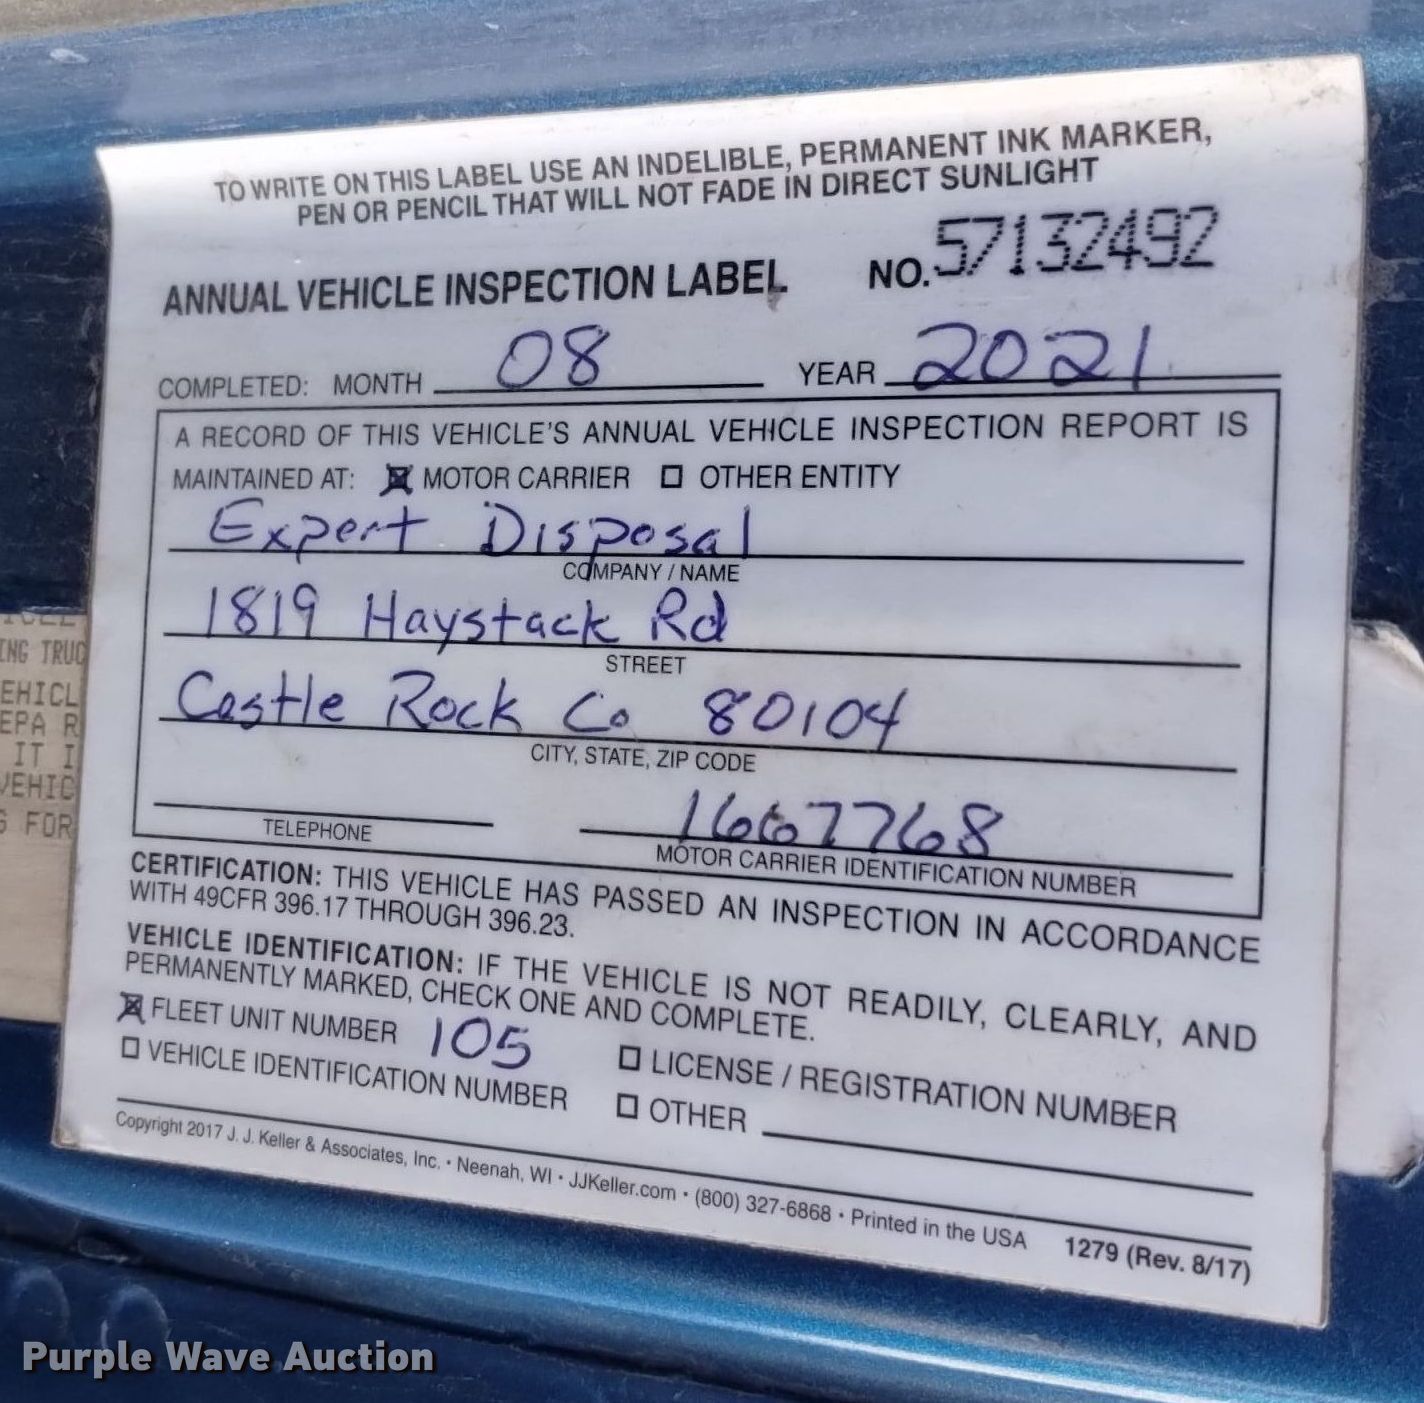 TO WRITE ON THIS LABEL USE AN INDELIBLE, PERMANENT INK MARKER,
PEN OR PENCIL THAT WILL NOT FADE IN DIRECT SUNLIGHT
ANNUAL VEHICLE INSPECTION LABEL NO. 57132492
COMPLETED: MONTH 08 YEAR 2021
A RECORD OF THIS VEHICLE'S ANNUAL VEHICLE INSPECTION REPORT IS
MAINTAINED AT: ☒ MOTOR CARRIER ☐ OTHER ENTITY
Expert Disposal
COMPANY / NAME
1819 Haystack Rd
STREET
Castle Rock Co 80104
CITY, STATE, ZIP CODE
1667768
TELEPHONE MOTOR CARRIER IDENTIFICATION NUMBER
CERTIFICATION: THIS VEHICLE HAS PASSED AN INSPECTION IN ACCORDANCE
WITH 49CFR 396.17 THROUGH 396.23.
VEHICLE IDENTIFICATION: IF THE VEHICLE IS NOT READILY, CLEARLY, AND
PERMANENTLY MARKED, CHECK ONE AND COMPLETE.
☒ FLEET UNIT NUMBER 105 ☐ LICENSE / REGISTRATION NUMBER
☐ VEHICLE IDENTIFICATION NUMBER ☐ OTHER
Copyright 2017 J. J. Keller & Associates, Inc. • Neenah, WI • JJKeller.com • (800) 327-6868 • Printed in the USA 1279 (Rev. 8/17)
ING TRUC
EHICL
EPA R
IT I
VEHIC
FOR
Purple Wave Auction